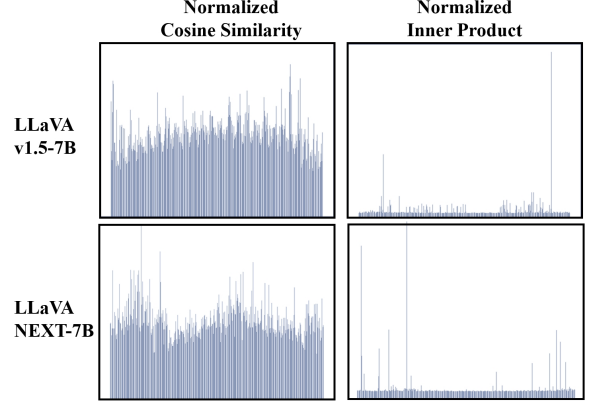 Normalized
Cosine Similarity
Normalized
Inner Product
LLaVA
v1.5-7B
LLaVA
NEXT-7B